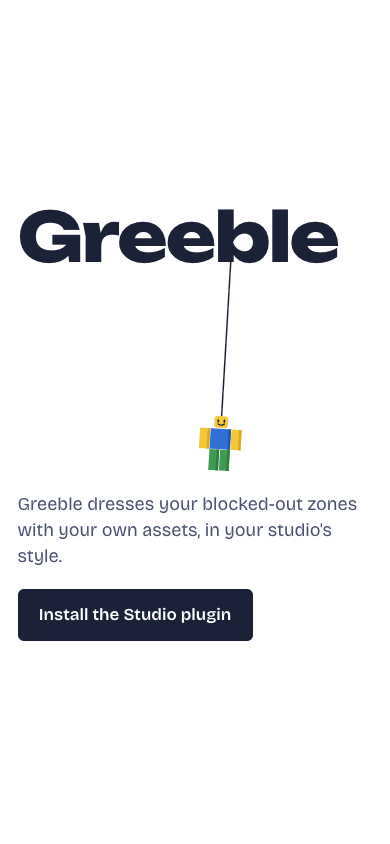 Greeble
Greeble dresses your blocked-out zones
with your own assets, in your studio's
style.
Install the Studio plugin